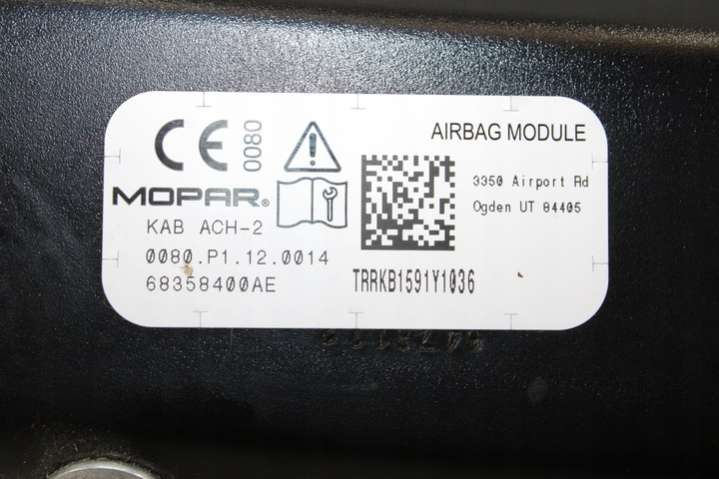 CE 0080
AIRBAG MODULE
MOPAR®
3350 Airport Rd
Ogden UT 84405
KAB ACH-2
0080.P1.12.0014
68358400AE
TRRKB1591Y1036